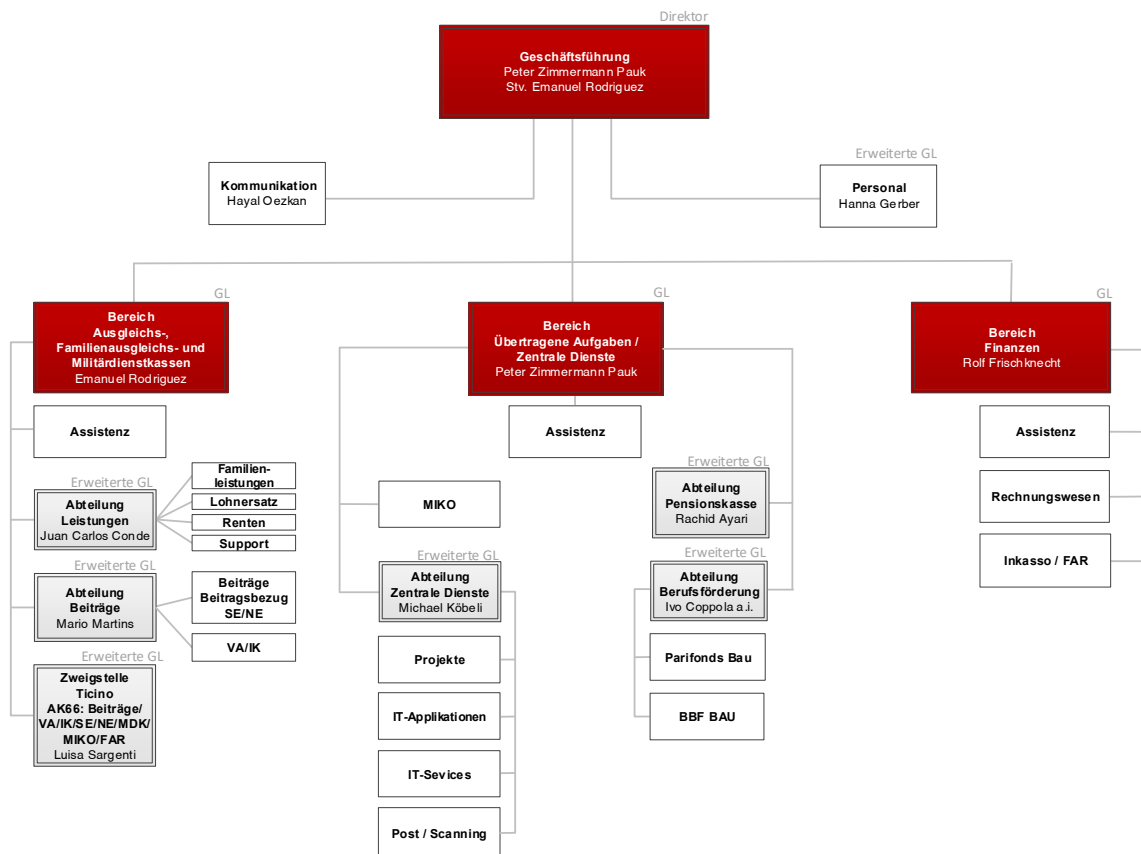 Direktor
Geschäftsführung
Peter Zimmermann Pauk
Stv. Emanuel Rodriguez
Kommunikation
Hayal Oezkan
Erweiterte GL
Personal
Hanna Gerber
GL
Bereich
Ausgleichs-,
Familienausgleichs- und
Militärdienstkassen
Emanuel Rodriguez
Assistenz
Erweiterte GL
Abteilung
Leistungen
Juan Carlos Conde
Familien-
leistungen
Lohnersatz
Renten
Support
Erweiterte GL
Abteilung
Beiträge
Mario Martins
Beiträge
Beitragsbezug
SE/NE
VA/IK
Erweiterte GL
Zweigstelle
Ticino
AK66: Beiträge/
VA/IK/SE/NE/MDK/
MIKO/FAR
Luisa Sargenti
GL
Bereich
Übertragene Aufgaben /
Zentrale Dienste
Peter Zimmermann Pauk
Assistenz
MIKO
Erweiterte GL
Abteilung
Zentrale Dienste
Michael Köbeli
Projekte
IT-Applikationen
IT-Sevices
Post / Scanning
Erweiterte GL
Abteilung
Pensionskasse
Rachid Ayari
Erweiterte GL
Abteilung
Berufsförderung
Ivo Coppola a.i.
Parifonds Bau
BBF BAU
GL
Bereich
Finanzen
Rolf Frischknecht
Assistenz
Rechnungswesen
Inkasso / FAR